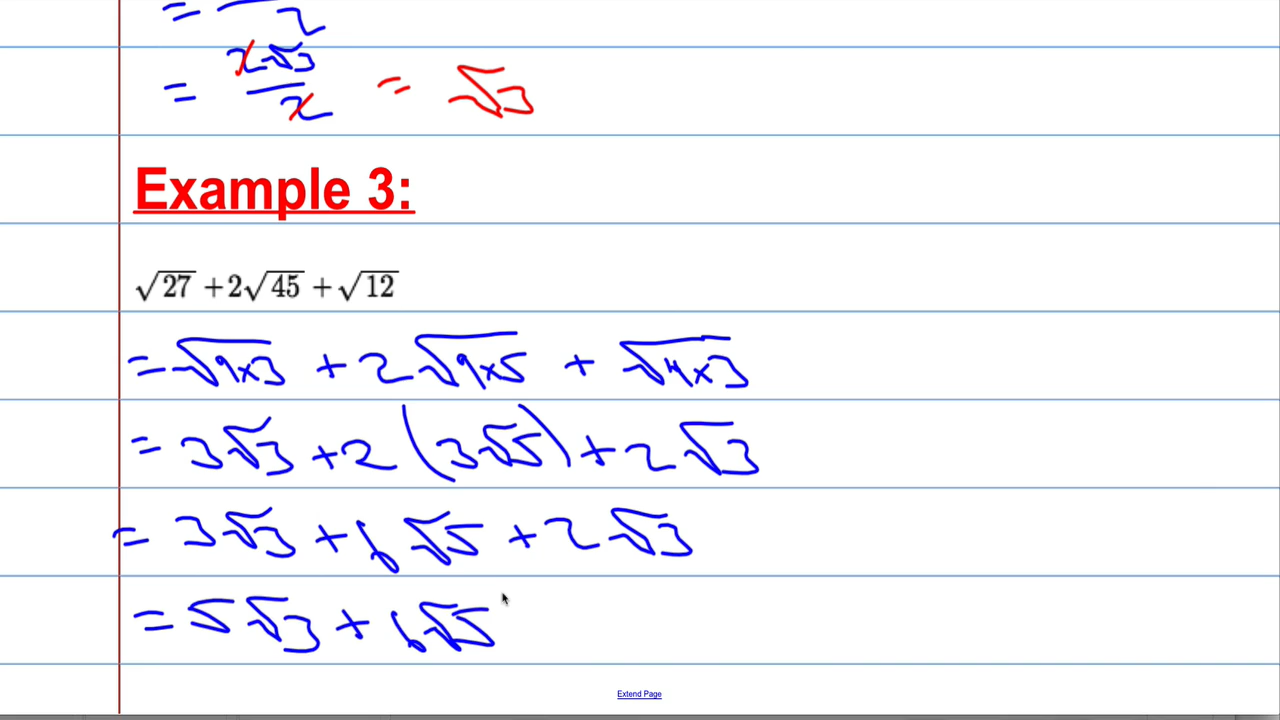 = 2
= 2√3/2 = √3
Example 3:
√27 + 2√45 + √12
= √9×3 + 2√9×5 + √4×3
= 3√3 + 2(3√5) + 2√3
= 3√3 + 6√5 + 2√3
= 5√3 + 6√5
Extend Page